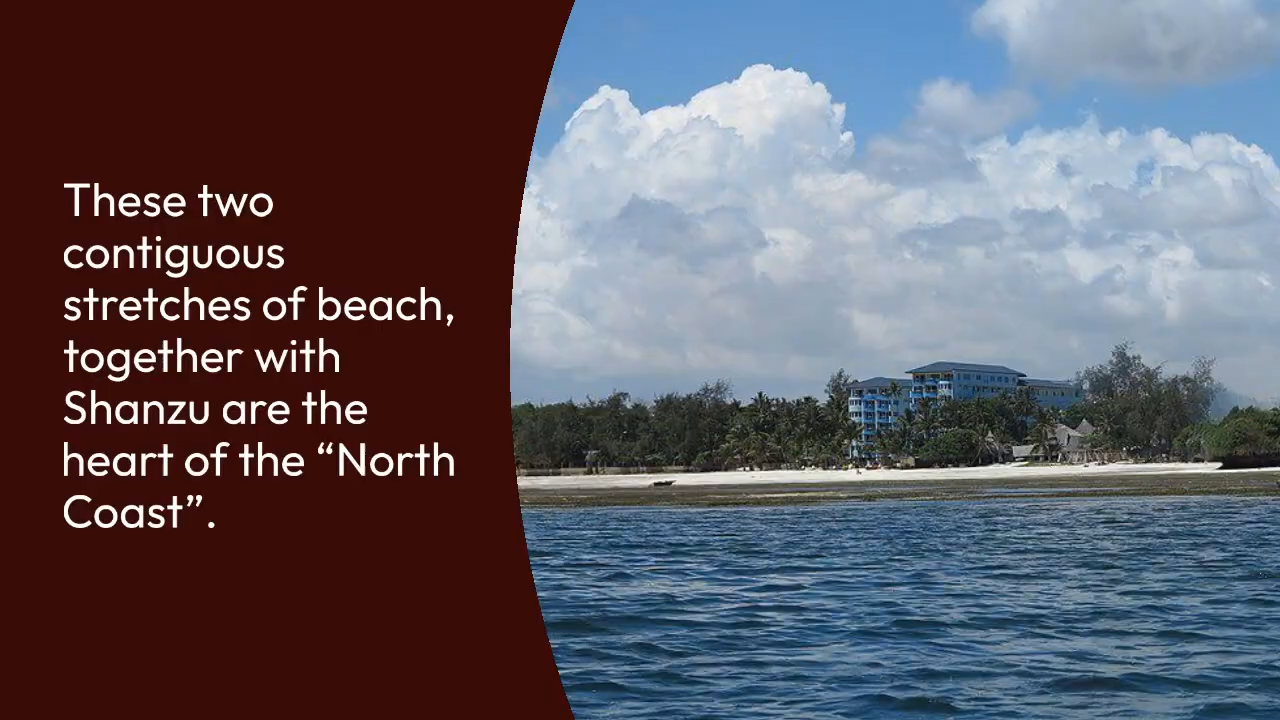 These two
contiguous
stretches of beach,
together with
Shanzu are the
heart of the “North
Coast”.